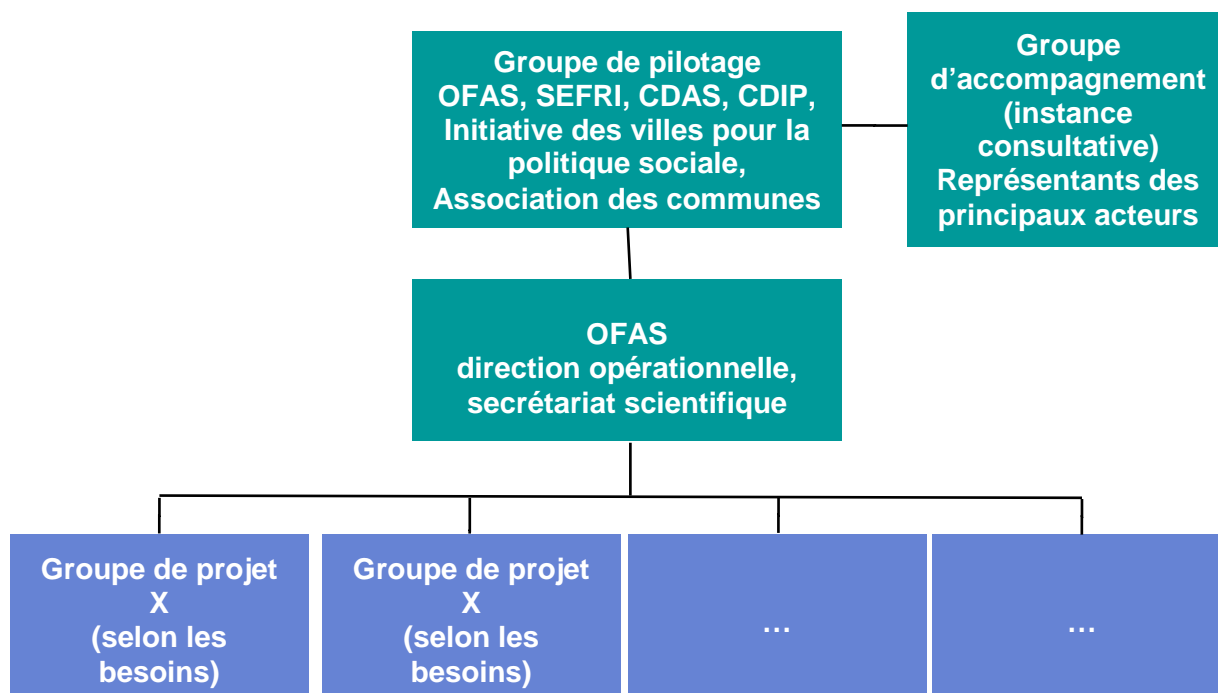 Groupe de pilotage
OFAS, SEFRI, CDAS, CDIP,
Initiative des villes pour la
politique sociale,
Association des communes
Groupe
d’accompagnement
(instance
consultative)
Représentants des
principaux acteurs
OFAS
direction opérationnelle,
secrétariat scientifique
Groupe de projet
X
(selon les
besoins)
Groupe de projet
X
(selon les
besoins)
…
…